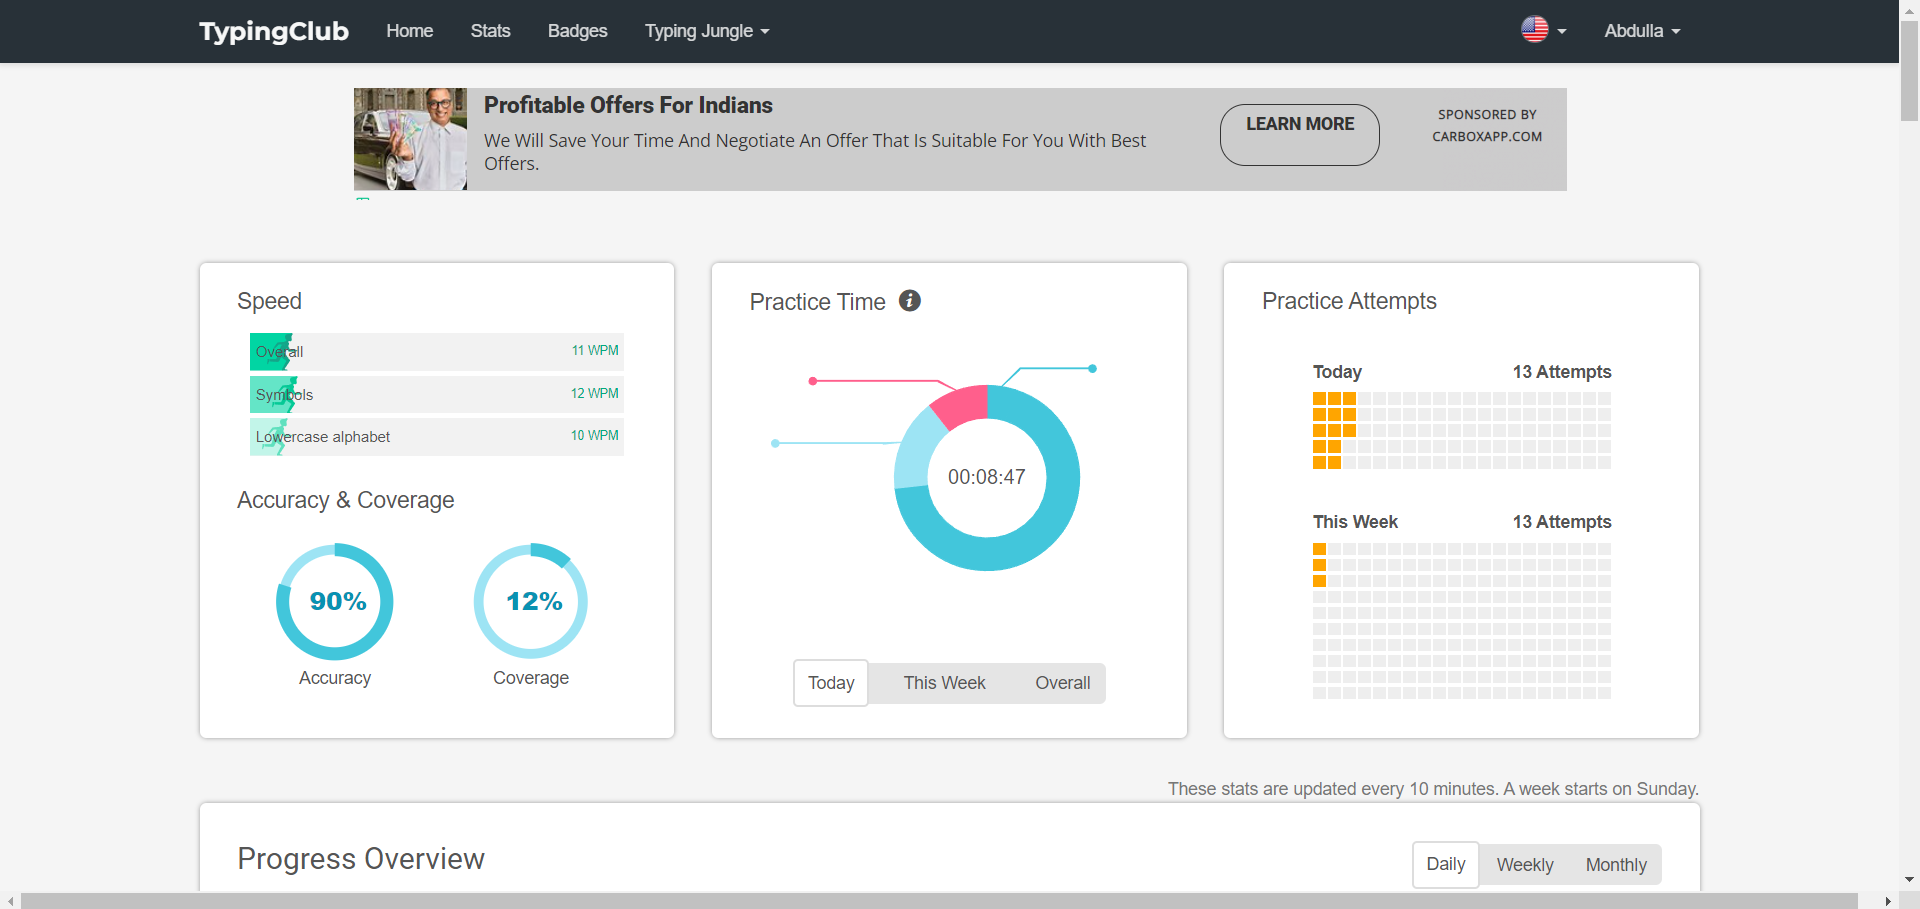 TypingClub Home Stats Badges Typing Jungle Abdulla
Profitable Offers For Indians
We Will Save Your Time And Negotiate An Offer That Is Suitable For You With Best
Offers.
LEARN MORE
SPONSORED BY
CARBOXAPP.COM
Speed
Overall 11 WPM
Symbols 12 WPM
Lowercase alphabet 10 WPM
Accuracy & Coverage
90%
Accuracy
12%
Coverage
Practice Time
00:08:47
Today This Week Overall
Practice Attempts
Today 13 Attempts
This Week 13 Attempts
These stats are updated every 10 minutes. A week starts on Sunday.
Progress Overview
Daily Weekly Monthly